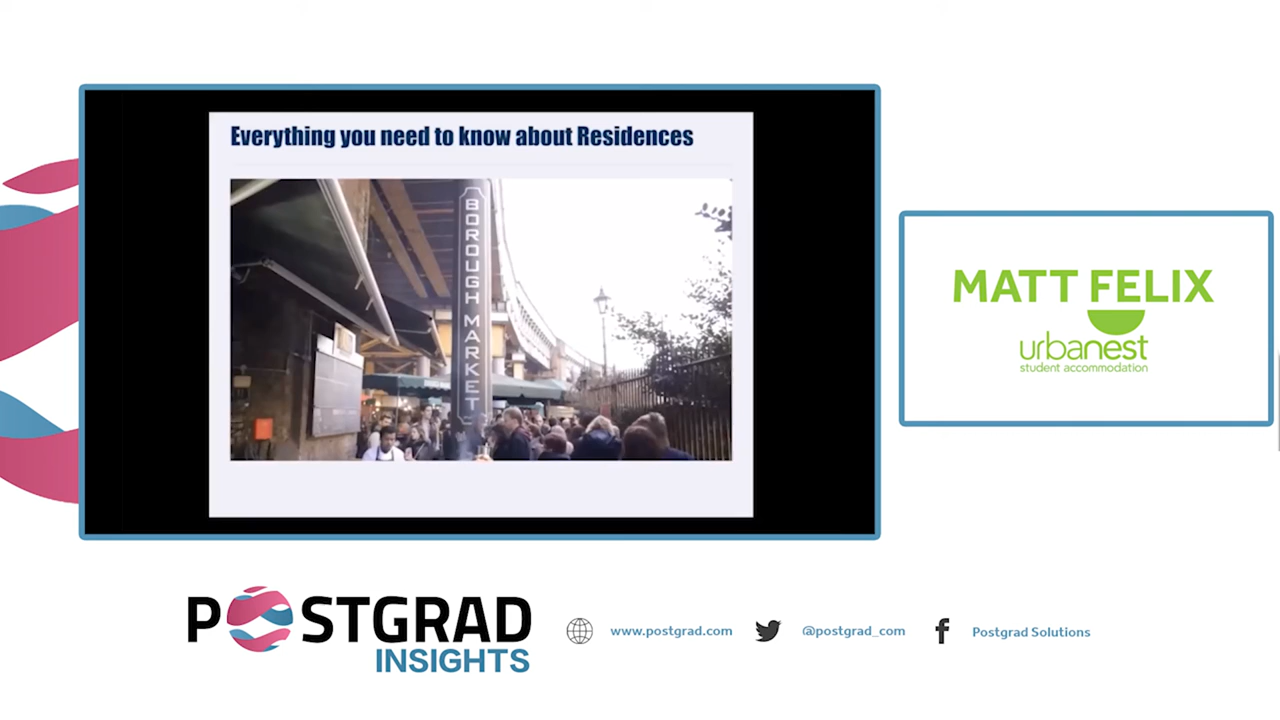 Everything you need to know about Residences
BOROUGH MARKET
MATT FELIX
urbanest
student accommodation
POSTGRAD
INSIGHTS
www.postgrad.com
@postgrad_com
Postgrad Solutions